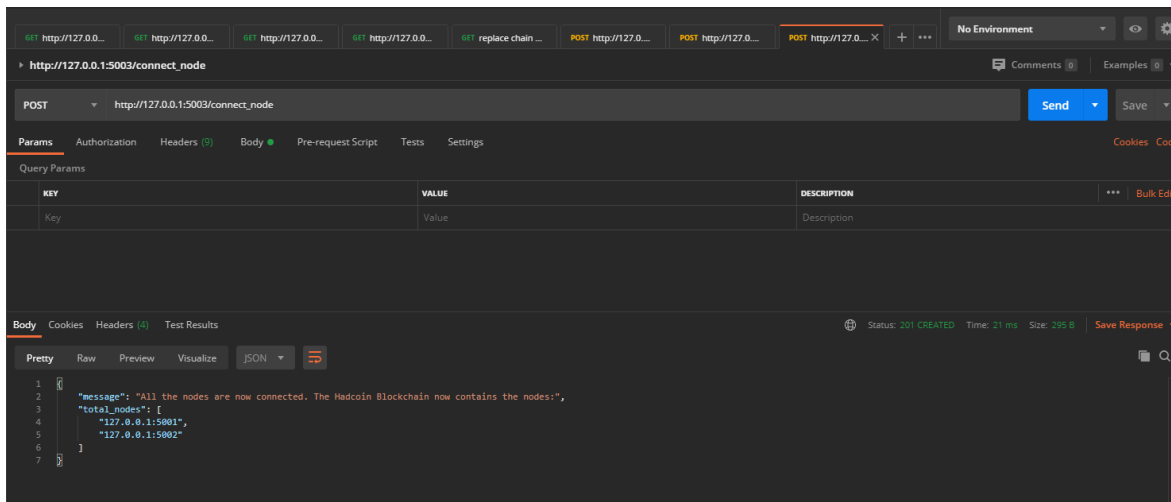 GET http://127.0.0... GET http://127.0.0... GET http://127.0.0... GET http://127.0.0... GET replace chain ... POST http://127.0.... POST http://127.0.... POST http://127.0.... × + ••• No Environment
http://127.0.0.1:5003/connect_node Comments 0 Examples 0
POST http://127.0.0.1:5003/connect_node Send Save
Params Authorization Headers (9) Body Pre-request Script Tests Settings Cookies Coo
Query Params
KEY VALUE DESCRIPTION ••• Bulk Edi
Key Value Description
Body Cookies Headers (4) Test Results Status: 201 CREATED Time: 21 ms Size: 295 B Save Response
Pretty Raw Preview Visualize JSON
1 {
2 "message": "All the nodes are now connected. The Hadcoin Blockchain now contains the nodes:",
3 "total_nodes": [
4 "127.0.0.1:5001",
5 "127.0.0.1:5002"
6 ]
7 }